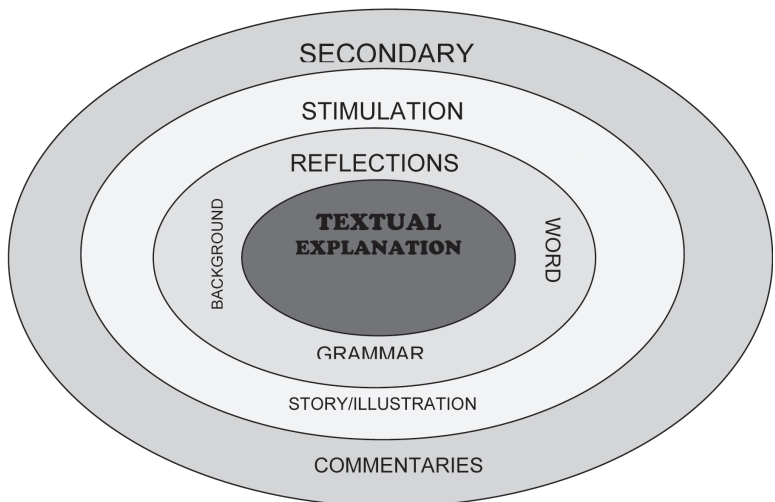 SECONDARY
STIMULATION
REFLECTIONS
TEXTUAL
EXPLANATION
BACKGROUND
WORD
GRAMMAR
STORY/ILLUSTRATION
COMMENTARIES